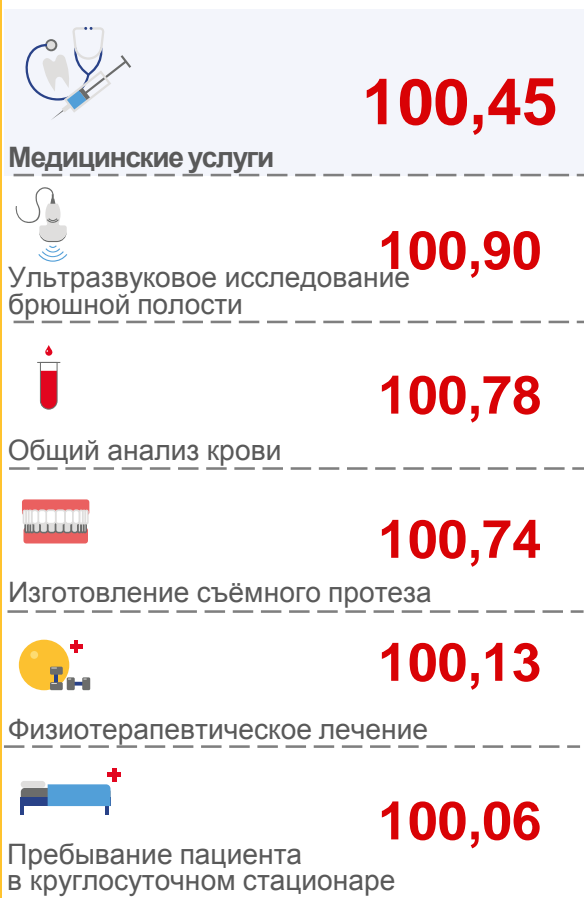 100,45
Медицинские услуги
100,90
Ультразвуковое исследование
брюшной полости
100,78
Общий анализ крови
100,74
Изготовление съёмного протеза
100,13
Физиотерапевтическое лечение
100,06
Пребывание пациента
в круглосуточном стационаре